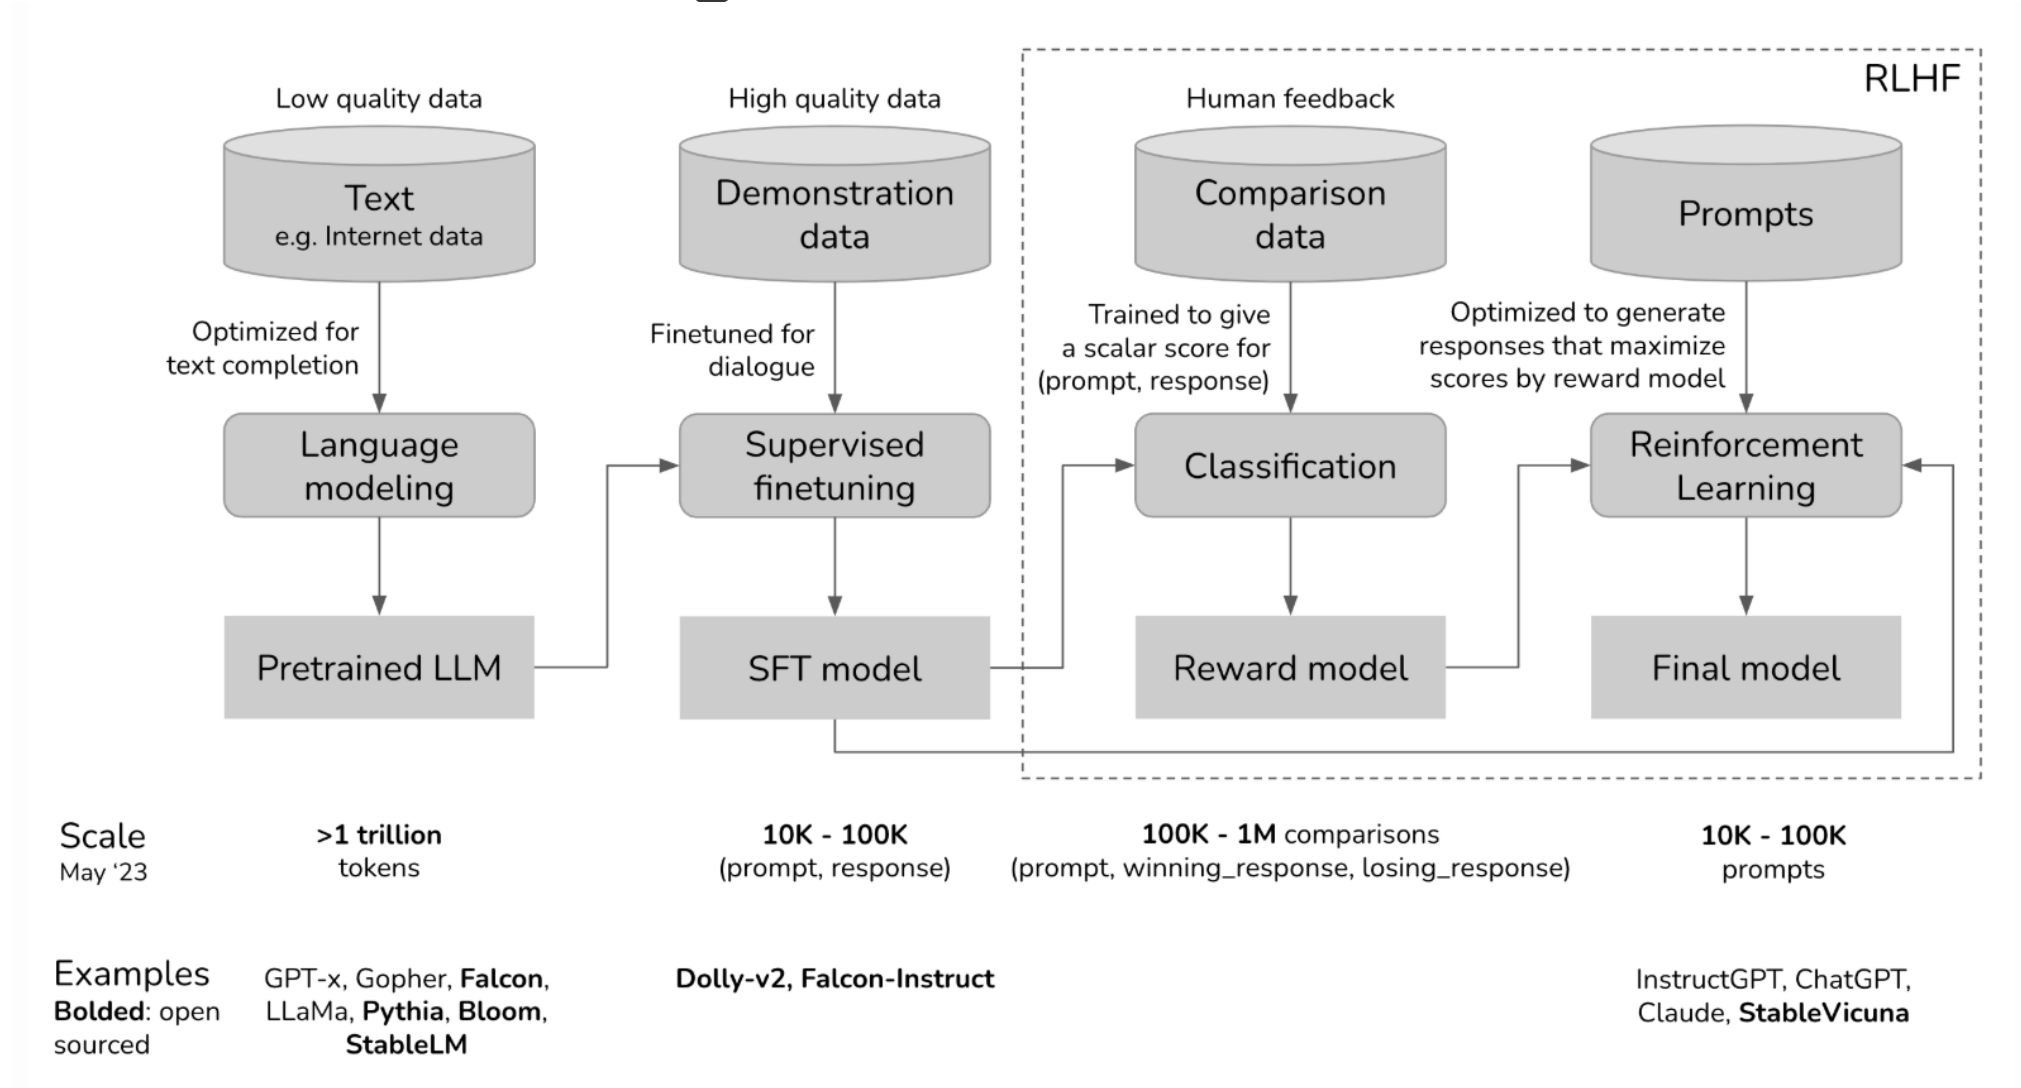 RLHF
Low quality data
High quality data
Human feedback
Text
e.g. Internet data
Demonstration
data
Comparison
data
Prompts
Optimized for
text completion
Finetuned for
dialogue
Trained to give
a scalar score for
(prompt, response)
Optimized to generate
responses that maximize
scores by reward model
Language
modeling
Supervised
finetuning
Classification
Reinforcement
Learning
Pretrained LLM
SFT model
Reward model
Final model
Scale
May ‘23
>1 trillion
tokens
10K - 100K
(prompt, response)
100K - 1M comparisons
(prompt, winning_response, losing_response)
10K - 100K
prompts
Examples
Bolded: open
sourced
GPT-x, Gopher, Falcon,
LLaMa, Pythia, Bloom,
StableLM
Dolly-v2, Falcon-Instruct
InstructGPT, ChatGPT,
Claude, StableVicuna